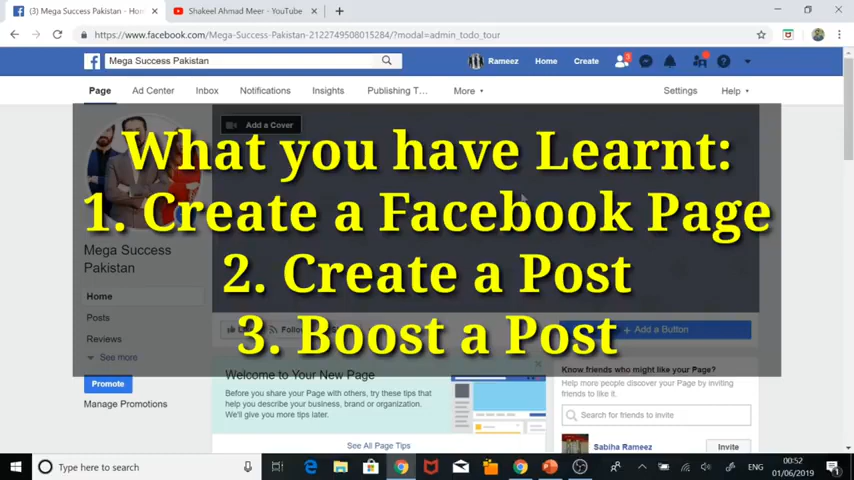 (3) Mega Success Pakistan - Hom
Shakeel Ahmad Meer - YouTube
https://www.facebook.com/Mega-Success-Pakistan-2122749508015284/?modal=admin_todo_tour
Mega Success Pakistan
Rameez
Home
Create
3
Page
Ad Center
Inbox
Notifications
Insights
Publishing T...
More
Settings
Help
Add a Cover
What you have Learnt:
1. Create a Facebook Page
2. Create a Post
3. Boost a Post
Mega Success
Pakistan
Home
Posts
Reviews
See more
Promote
Manage Promotions
+ Add a Button
Welcome to Your New Page
Before you share your Page with others, try these tips that
help you describe your business, brand or organization.
We'll give you more tips later.
See All Page Tips
Know friends who might like your Page?
Help more people discover your Page by inviting
friends to like it.
Search for friends to invite
Sabiha Rameez
Invite
Type here to search
ENG
00:52
01/06/2019